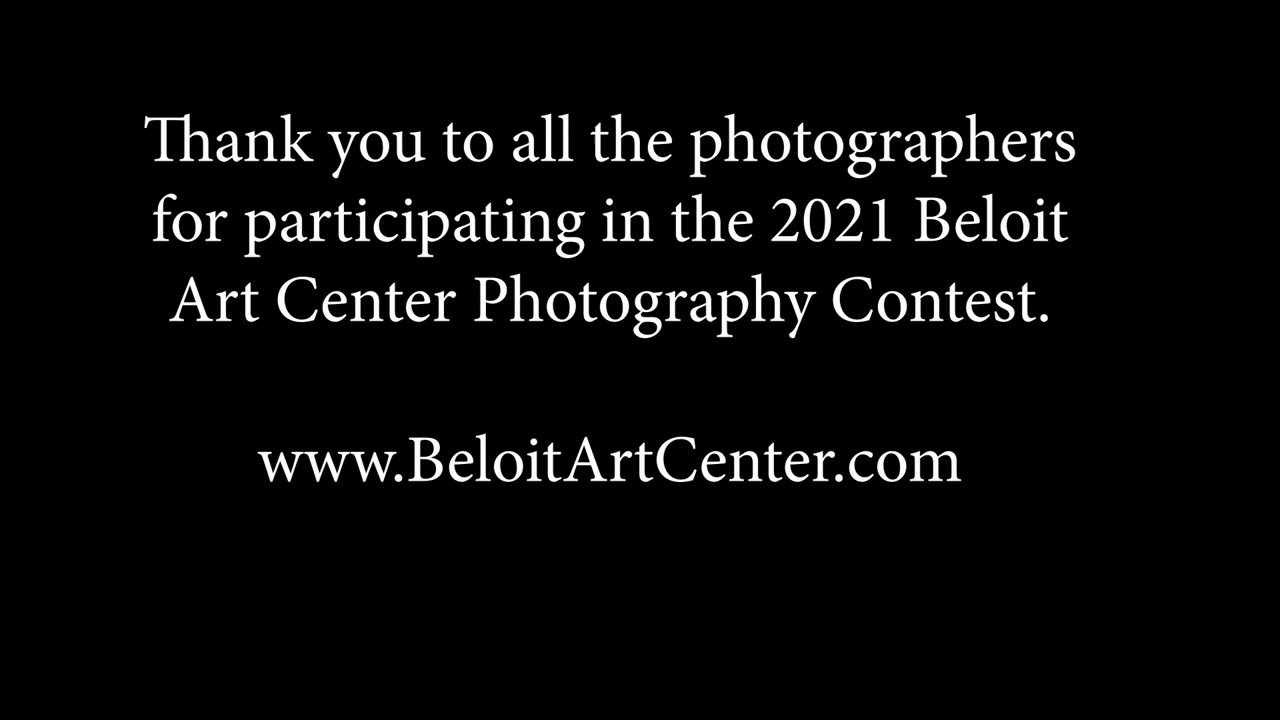 Thank you to all the photographers
for participating in the 2021 Beloit
Art Center Photography Contest.
www.BeloitArtCenter.com